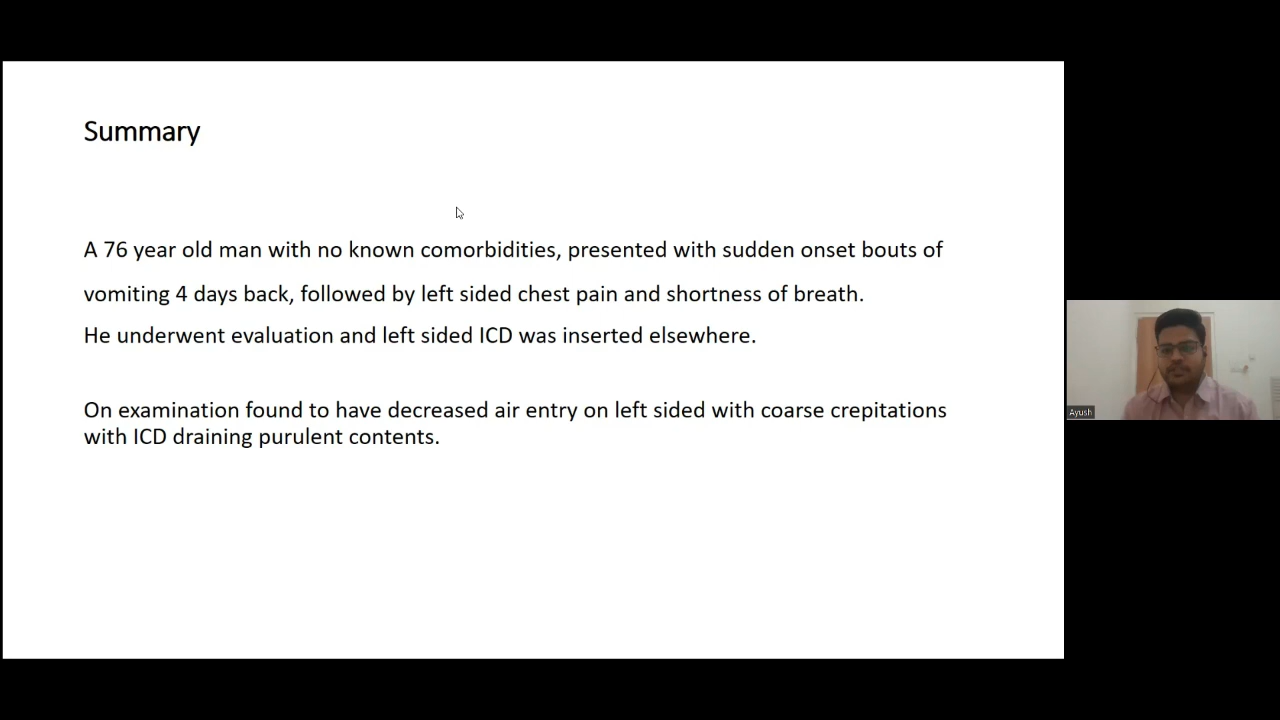 Summary
A 76 year old man with no known comorbidities, presented with sudden onset bouts of
vomiting 4 days back, followed by left sided chest pain and shortness of breath.
He underwent evaluation and left sided ICD was inserted elsewhere.
On examination found to have decreased air entry on left sided with coarse crepitations
with ICD draining purulent contents.
Ayush